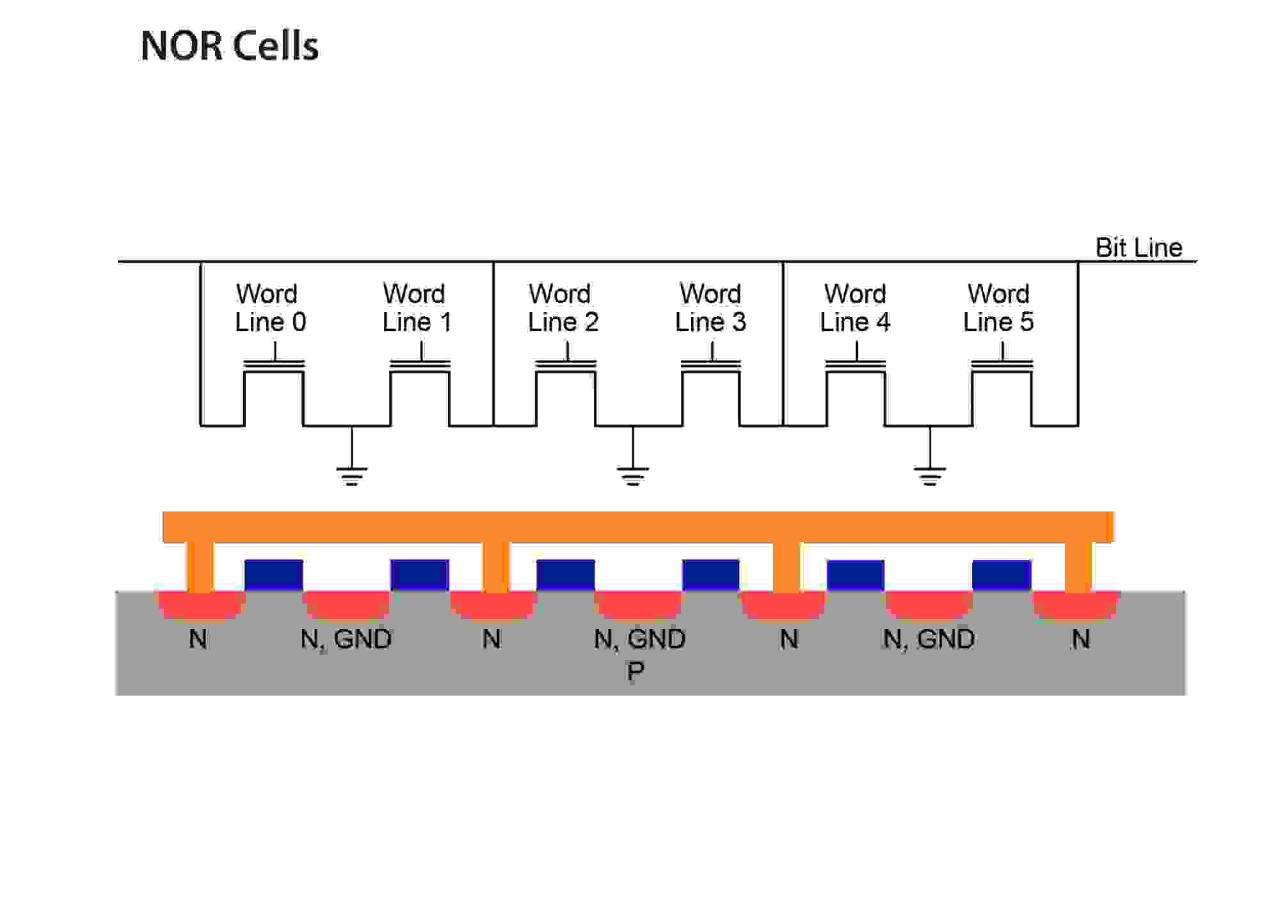 NOR Cells
Bit Line
Word Word Word Word Word Word
Line 0 Line 1 Line 2 Line 3 Line 4 Line 5
N N, GND N N, GND N N, GND N
P